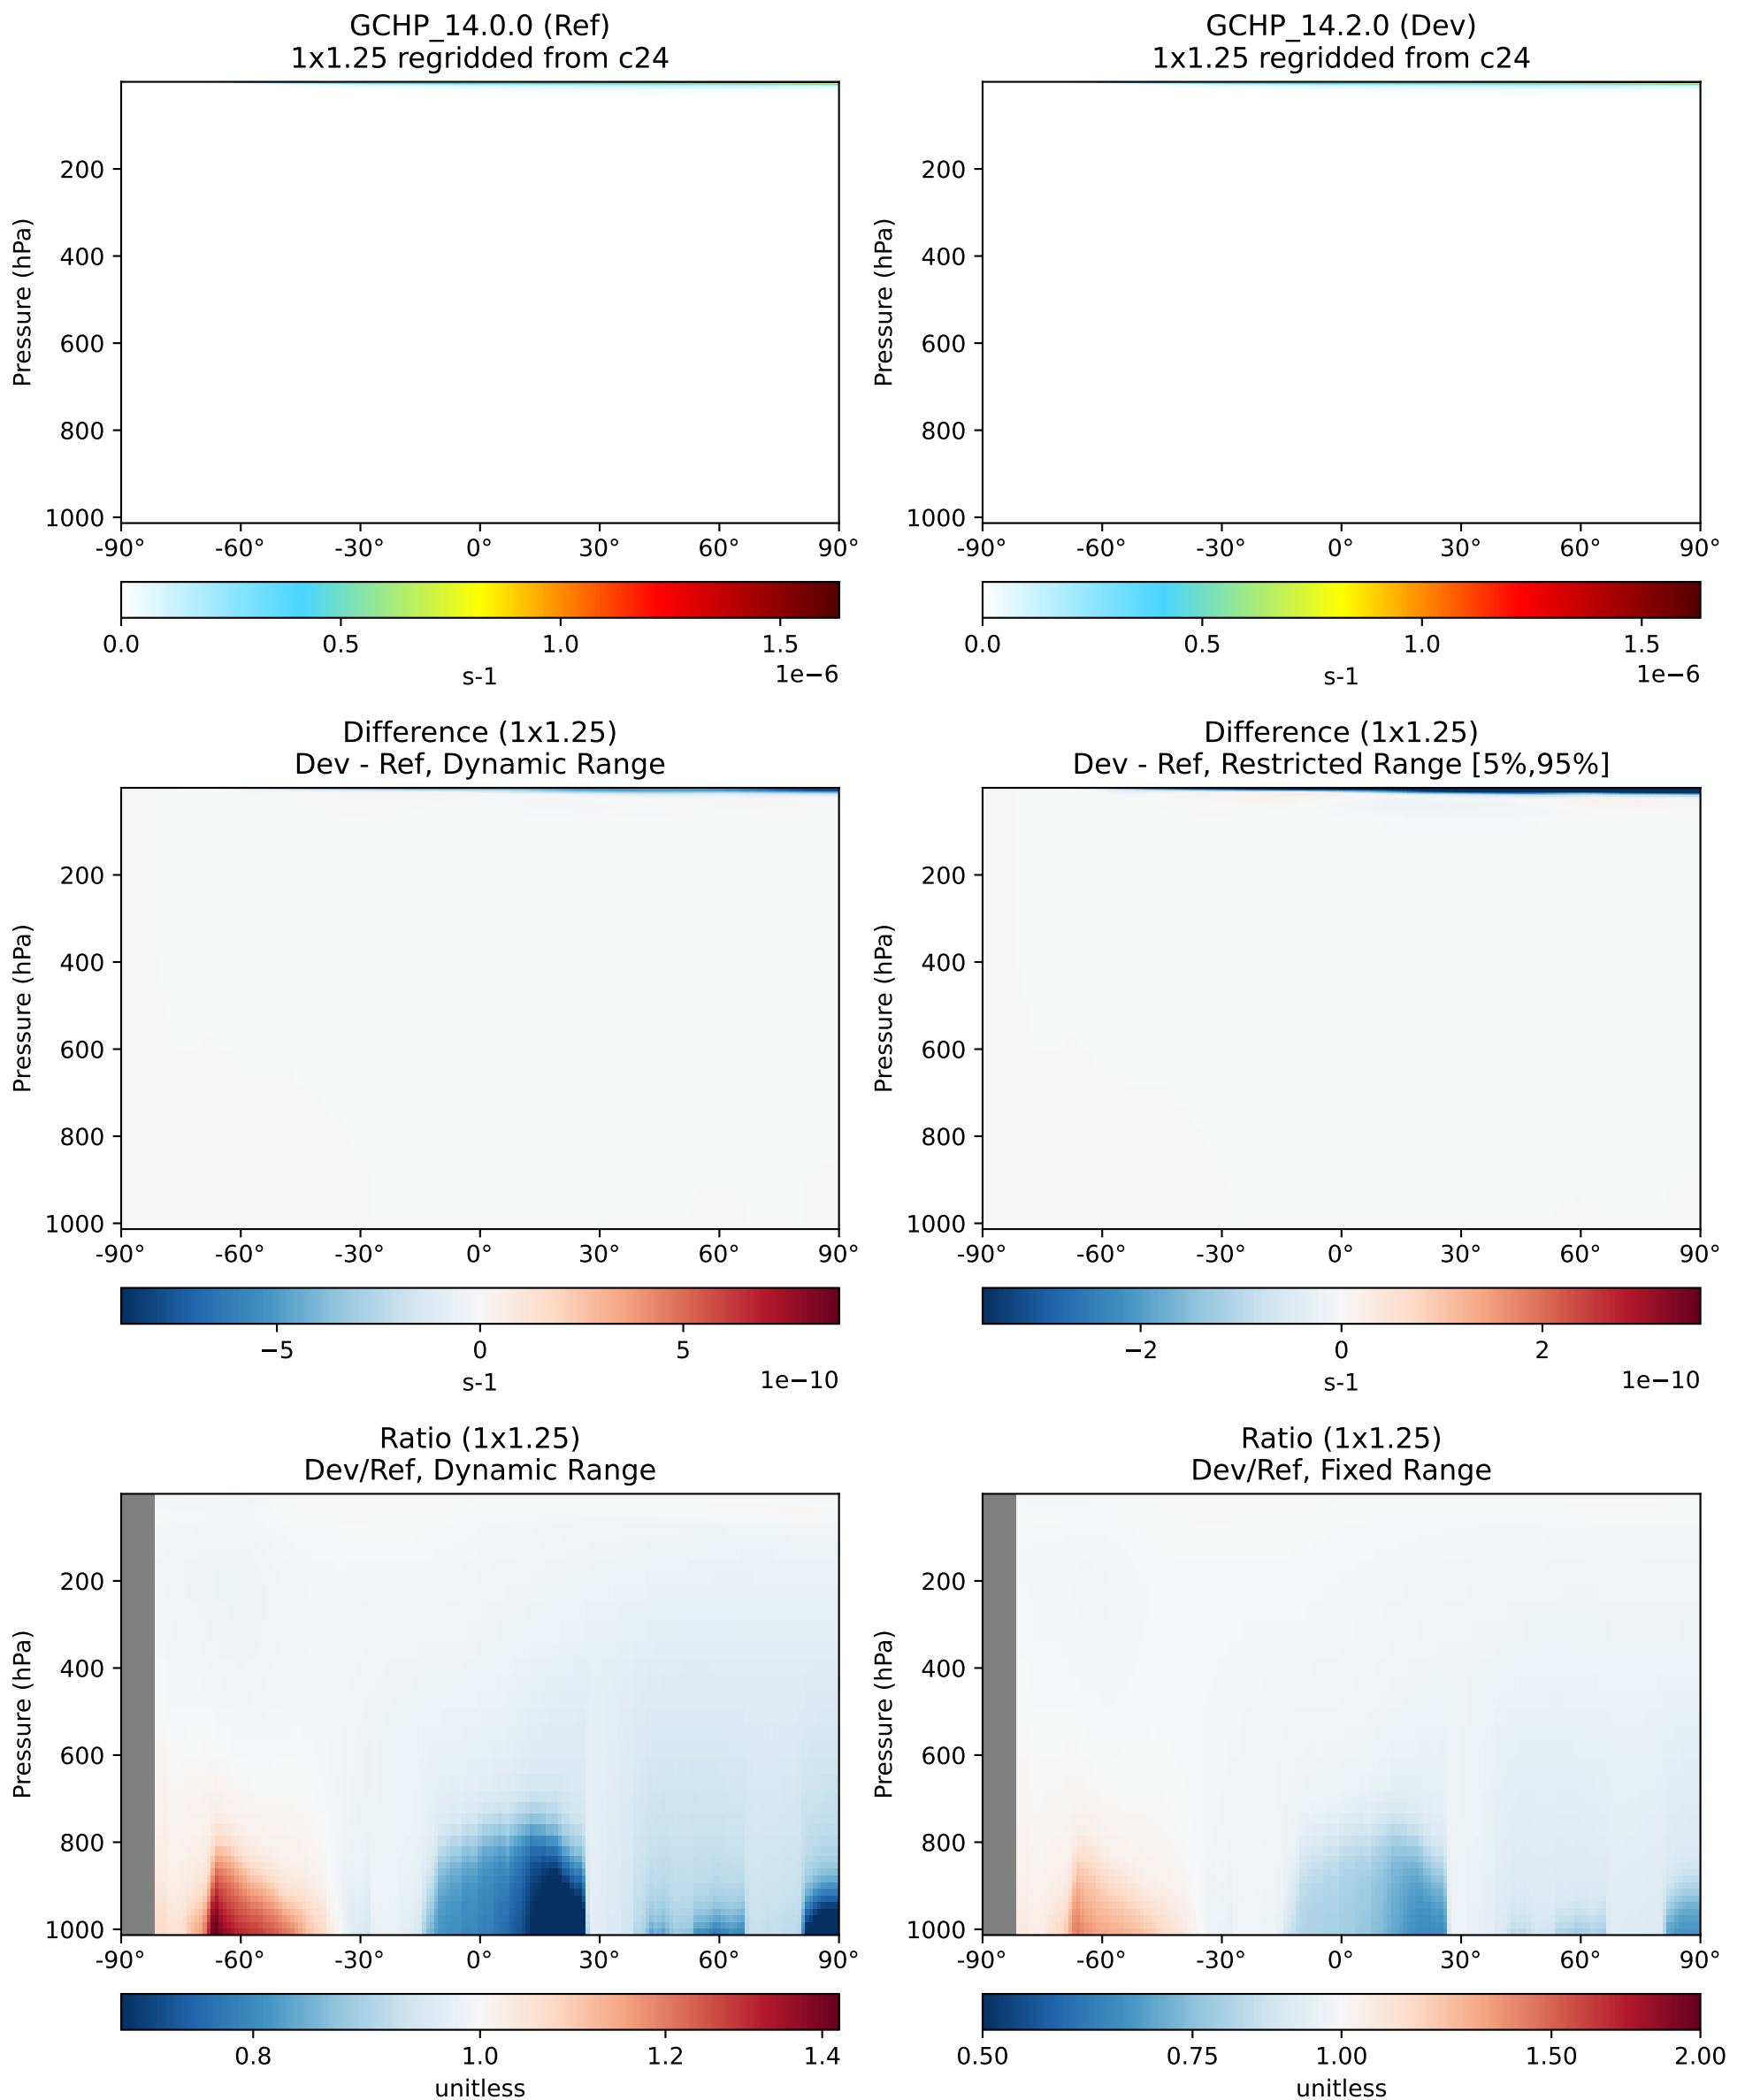 GCHP_14.0.0 (Ref)
1x1.25 regridded from c24
Pressure (hPa)
200
400
600
800
1000
-90° -60° -30° 0° 30° 60° 90°
0.0 0.5 1.0 1.5
1e−6
s-1
GCHP_14.2.0 (Dev)
1x1.25 regridded from c24
Pressure (hPa)
200
400
600
800
1000
-90° -60° -30° 0° 30° 60° 90°
0.0 0.5 1.0 1.5
1e−6
s-1
Difference (1x1.25)
Dev - Ref, Dynamic Range
Pressure (hPa)
200
400
600
800
1000
-90° -60° -30° 0° 30° 60° 90°
−5 0 5
1e−10
s-1
Difference (1x1.25)
Dev - Ref, Restricted Range [5%,95%]
Pressure (hPa)
200
400
600
800
1000
-90° -60° -30° 0° 30° 60° 90°
−2 0 2
1e−10
s-1
Ratio (1x1.25)
Dev/Ref, Dynamic Range
Pressure (hPa)
200
400
600
800
1000
-90° -60° -30° 0° 30° 60° 90°
0.8 1.0 1.2 1.4
unitless
Ratio (1x1.25)
Dev/Ref, Fixed Range
Pressure (hPa)
200
400
600
800
1000
-90° -60° -30° 0° 30° 60° 90°
0.50 0.75 1.00 1.50 2.00
unitless